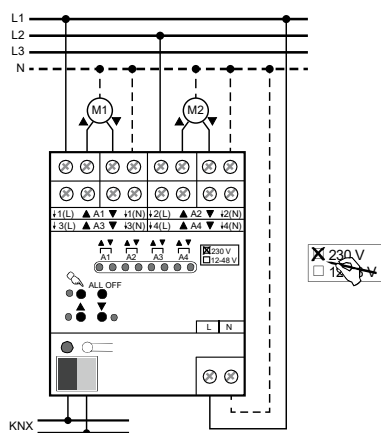 L1 L1
L2
L3
N
M1 M2
↓1(L) ▲ A1 ▼ ↓1(N) ↓2(L) ▲ A2 ▼ ↓2(N)
↓3(L) ▲ A3 ▼ ↓3(N) ↓4(L) ▲ A4 ▼ ↓4(N)
▲ ▼ ▲ ▼ ▲ ▼ ▲ ▼
A1 A2 A3 A4
230 V
12-48 V
230 V
ALL OFF
▲ ▼
L N
KNX